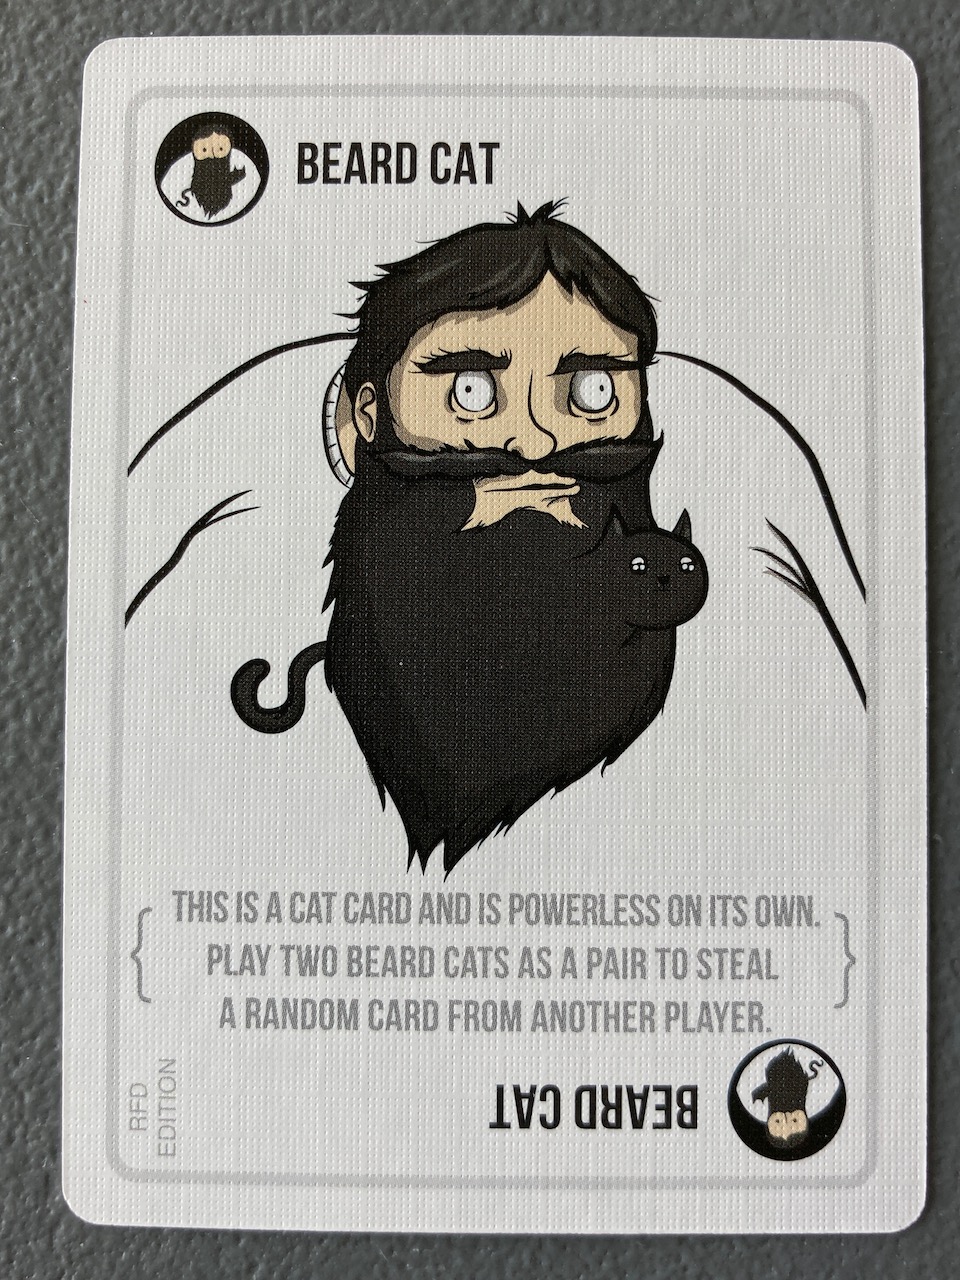 BEARD CAT
THIS IS A CAT CARD AND IS POWERLESS ON ITS OWN.
PLAY TWO BEARD CATS AS A PAIR TO STEAL
A RANDOM CARD FROM ANOTHER PLAYER.
RFD
EDITION
BEARD CAT